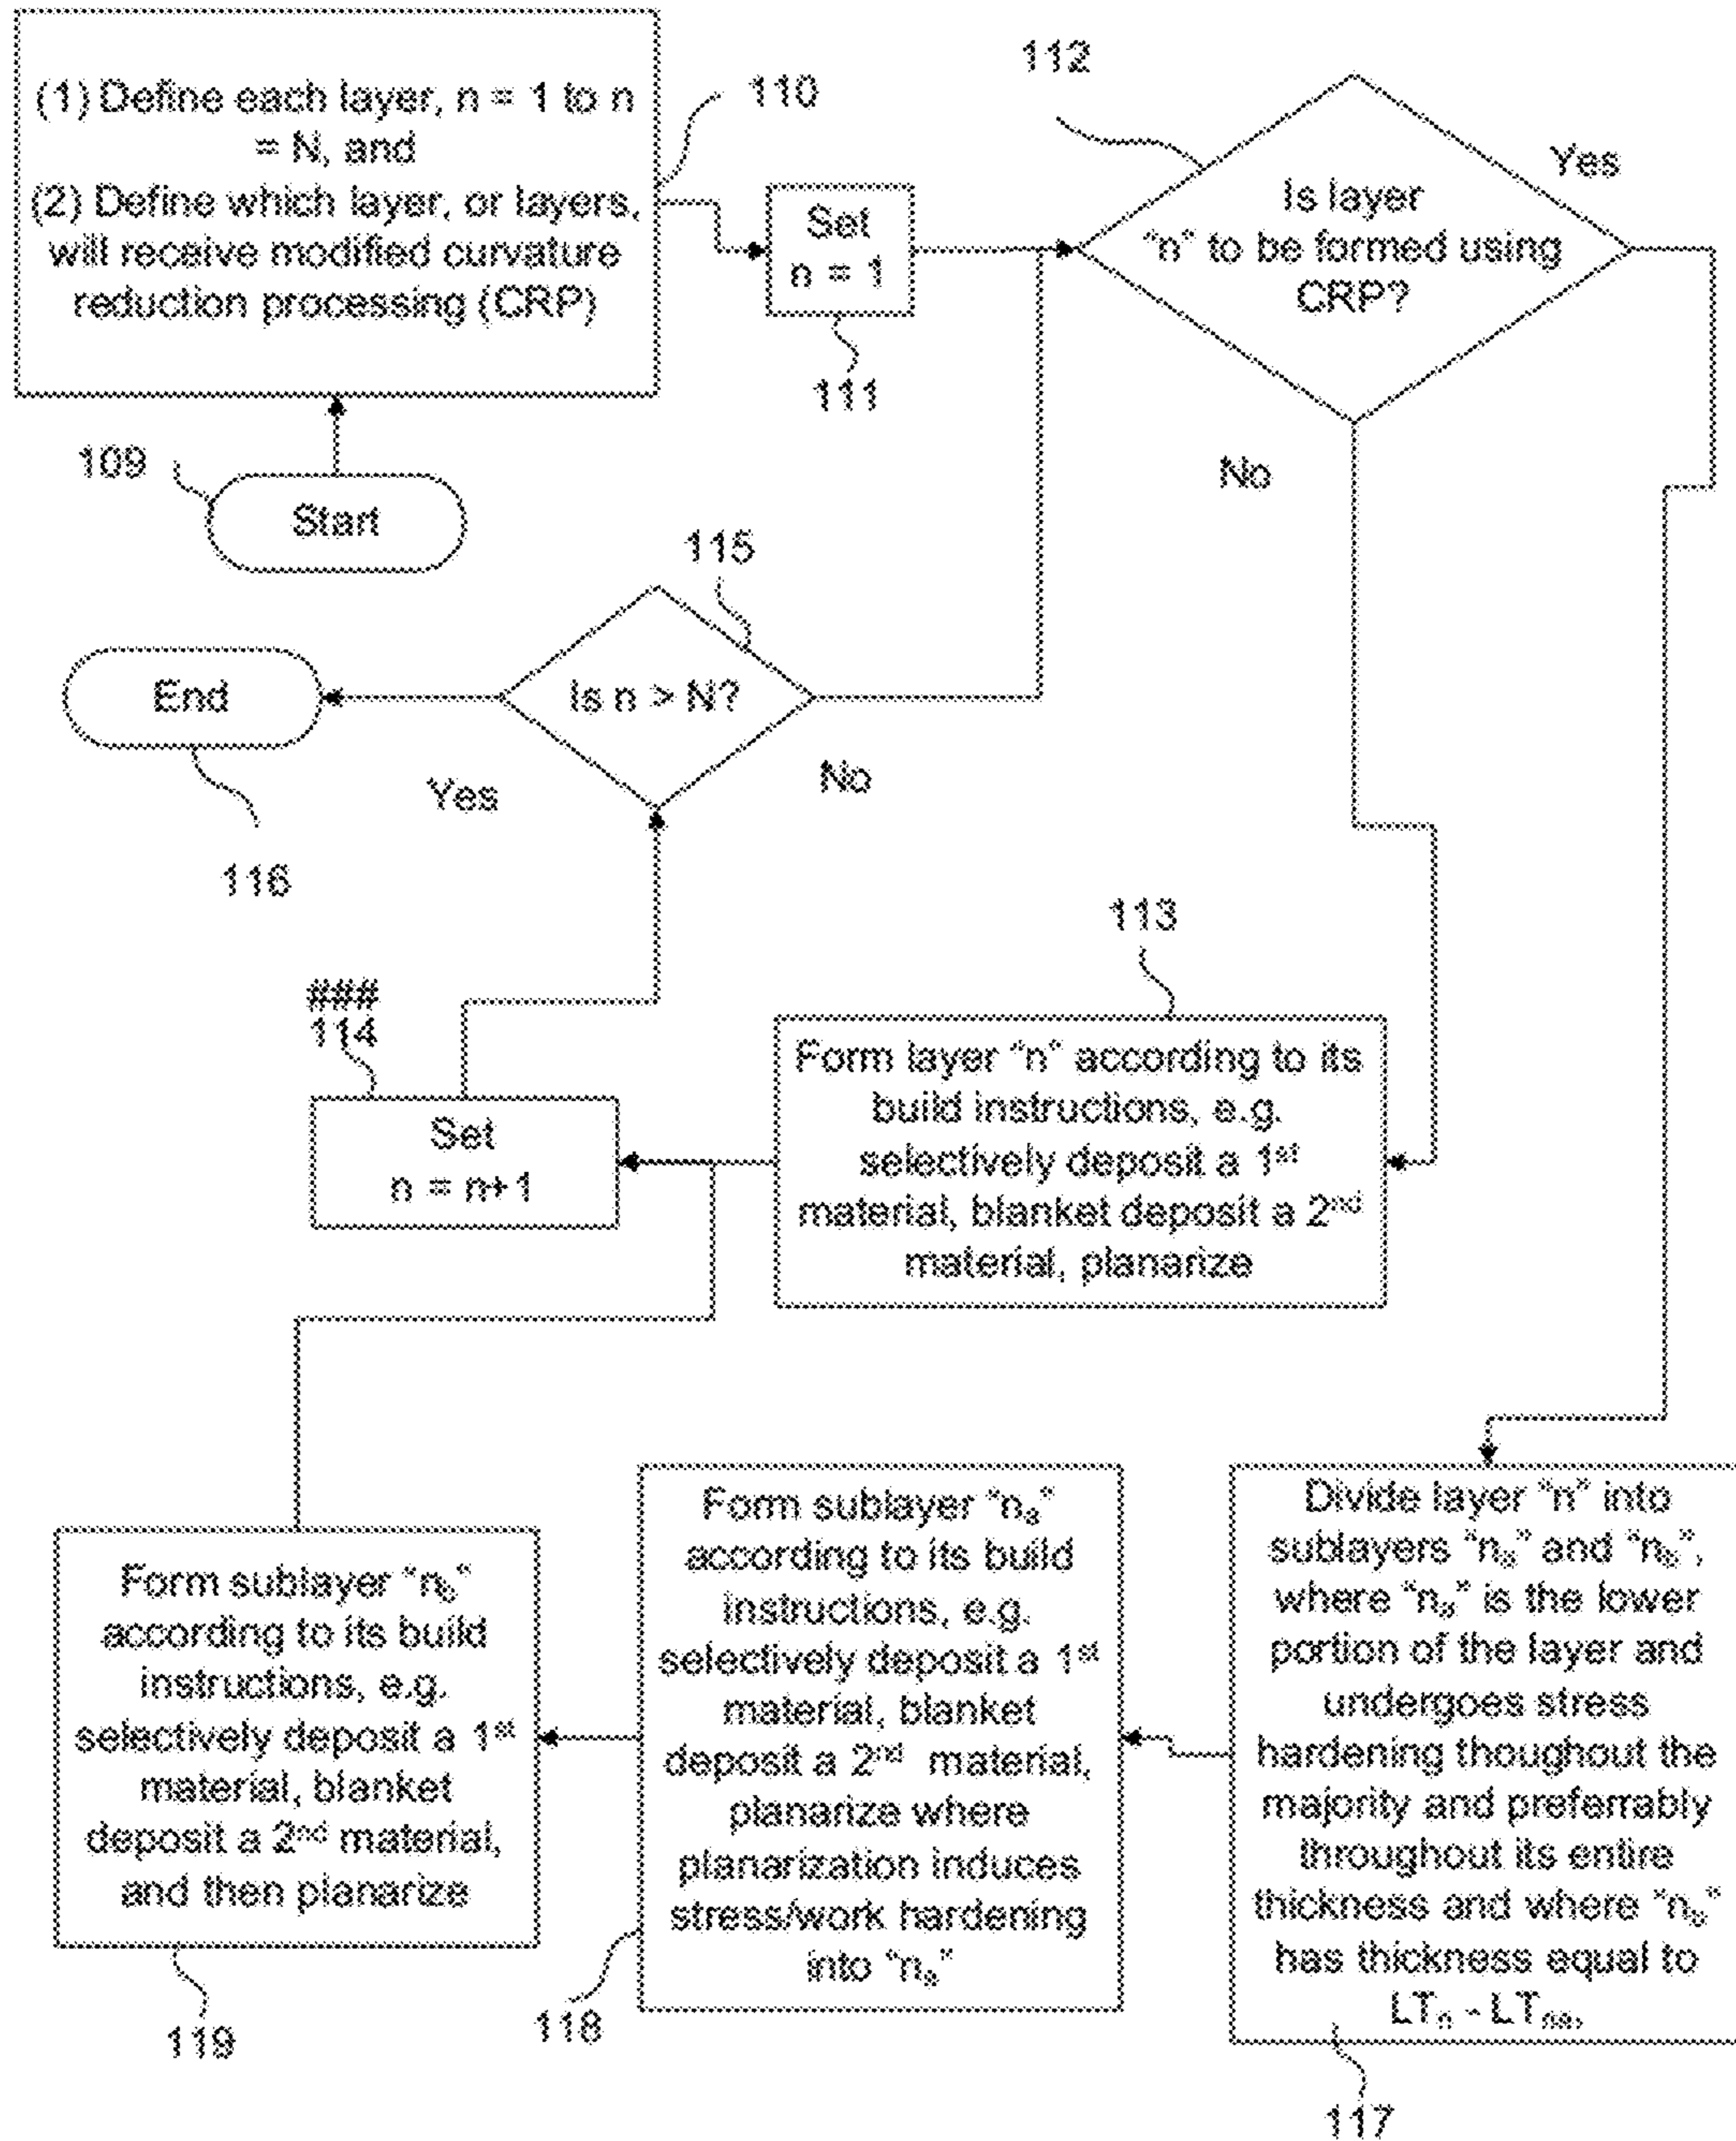 (1) Define each layer, n = 1 to n
= N, and
(2) Define which layer, or layers,
will receive modified curvature
reduction processing (CRP)
110
109
Start
Set
n = 1
111
112
Is layer
"n" to be formed using
CRP?
Yes
No
115
Is n > N?
Yes
No
End
116
113
Form layer "n" according to its
build instructions, e.g.
selectively deposit a 1st
material, blanket deposit a 2nd
material, planarize
###
114
Set
n = n+1
Divide layer "n" into
sublayers "na" and "nb",
where "na" is the lower
portion of the layer and
undergoes stress
hardening thoughout the
majority and preferrably
throughout its entire
thickness and where "nb"
has thickness equal to
LTn - LTna,
117
Form sublayer "na"
according to its build
instructions, e.g.
selectively deposit a 1st
material, blanket
deposit a 2nd material,
planarize where
planarization induces
stress/work hardening
into "na"
118
Form sublayer "nb"
according to its build
instructions, e.g.
selectively deposit a 1st
material, blanket
deposit a 2nd material,
and then planarize
119